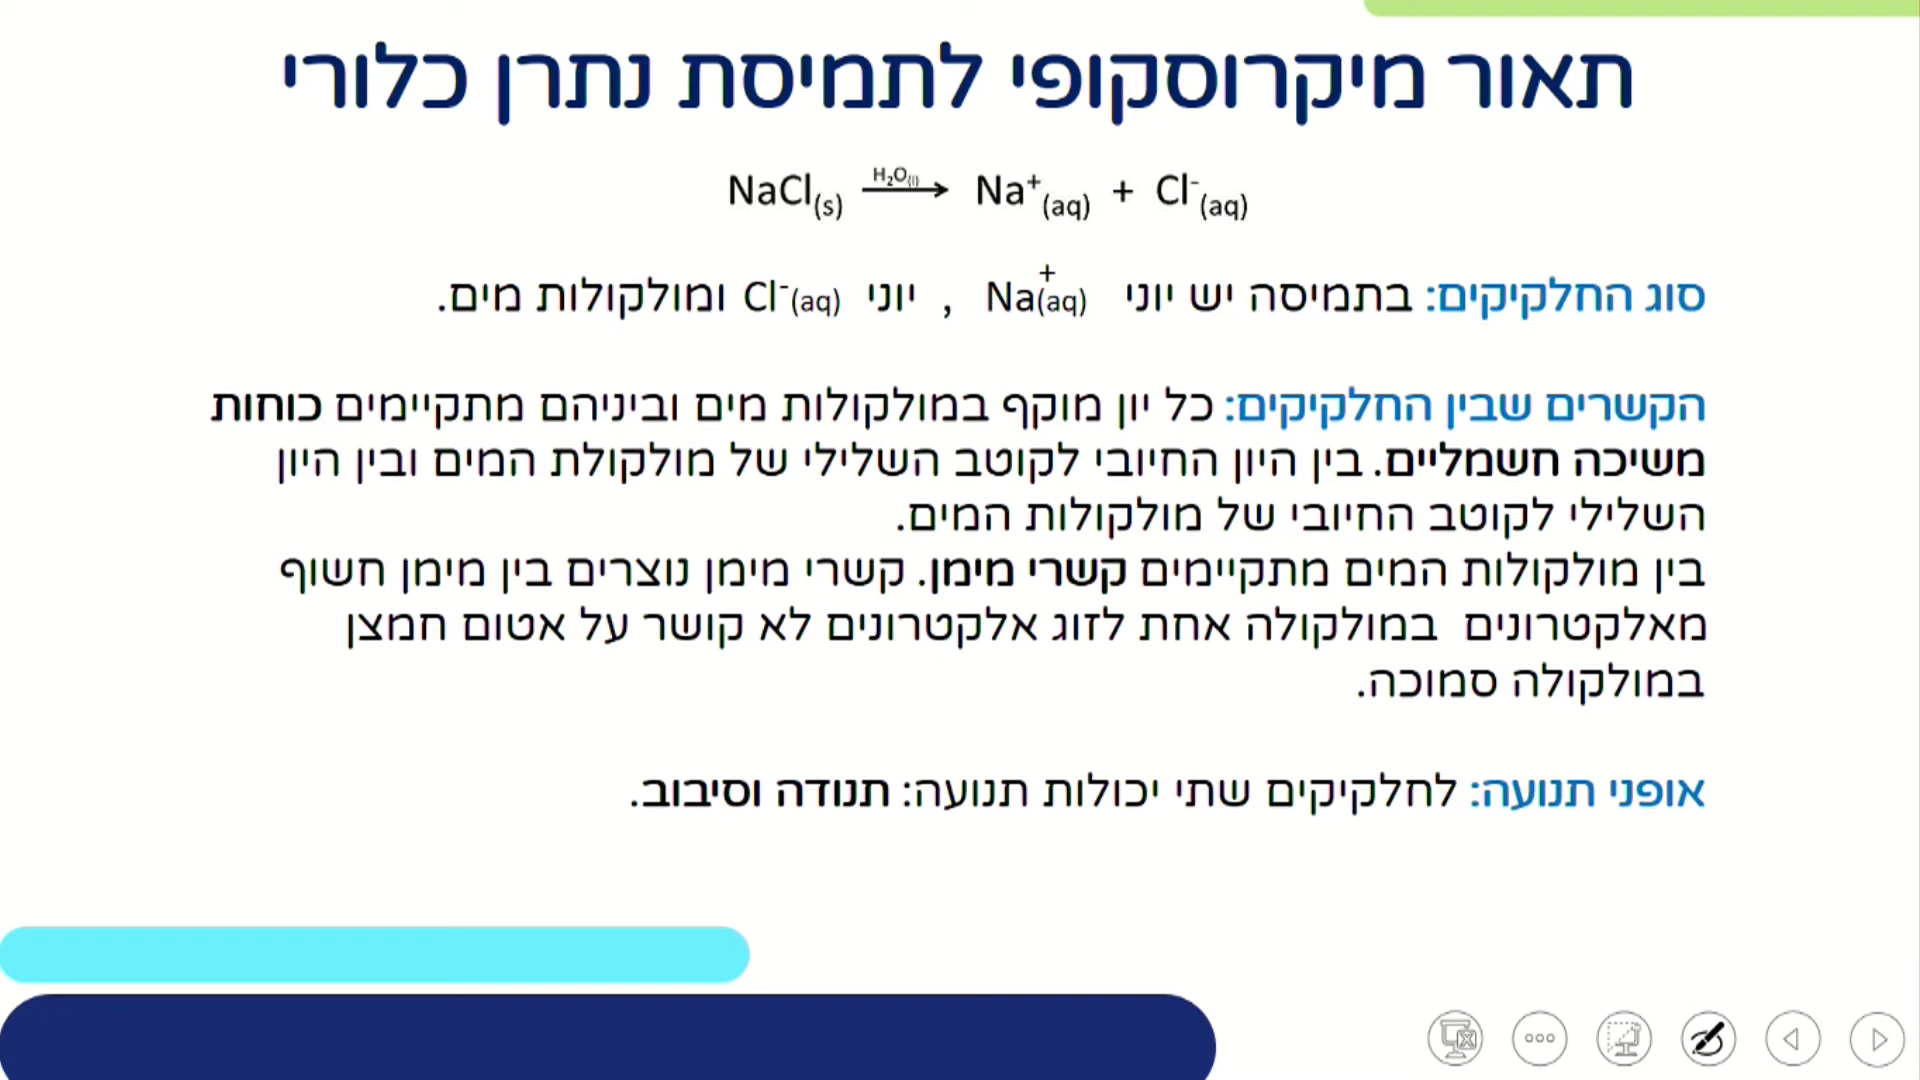 תאור מיקרוסקופי לתמיסת נתרן כלורי
NaCl(s) H₂O(l)⟶ Na⁺(aq) + Cl⁻(aq)
סוג החלקיקים: בתמיסה יש יוני Na⁺(aq) , יוני Cl⁻(aq) ומולקולות מים.
הקשרים שבין החלקיקים: כל יון מוקף במולקולות מים וביניהם מתקיימים כוחות
משיכה חשמליים. בין היון החיובי לקוטב השלילי של מולקולת המים ובין היון
השלילי לקוטב החיובי של מולקולות המים.
בין מולקולות המים מתקיימים קשרי מימן. קשרי מימן נוצרים בין מימן חשוף
מאלקטרונים במולקולה אחת לזוג אלקטרונים לא קושר על אטום חמצן
במולקולה סמוכה.
אופני תנועה: לחלקיקים שתי יכולות תנועה: תנודה וסיבוב.